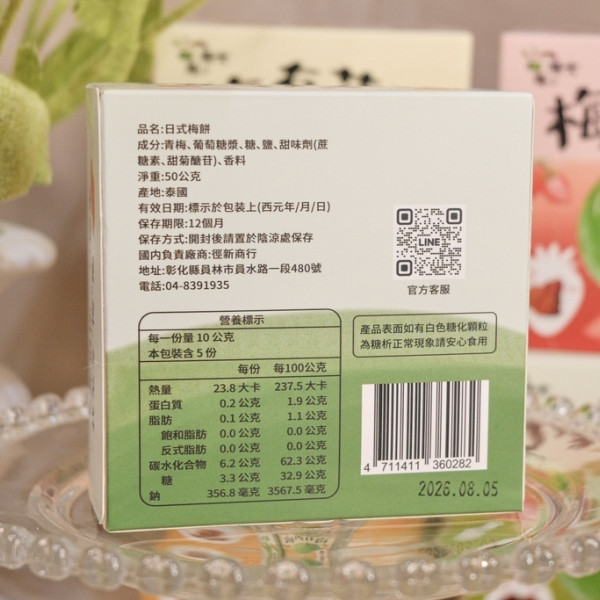 品名:日式梅餅
成分:青梅、葡萄糖漿、糖、鹽、甜味劑(蔗
糖素、甜菊醣苷)、香料
淨重:50公克
產地:泰國
有效日期:標示於包裝上(西元年/月/日)
保存期限:12個月
保存方式:開封後請置於陰涼處保存
國內負責廠商:徑新商行
地址:彰化縣員林市員水路一段480號
電話:04-8391935
LINE
官方客服
營養標示
每一份量 10 公克
本包裝含 5 份
每份 每100公克
熱量 23.8 大卡 237.5 大卡
蛋白質 0.2 公克 1.9 公克
脂肪 0.1 公克 1.1 公克
飽和脂肪 0.0 公克 0.0 公克
反式脂肪 0.0 公克 0.0 公克
碳水化合物 6.2 公克 62.3 公克
糖 3.3 公克 32.9 公克
鈉 356.8 毫克 3567.5 毫克
產品表面如有白色糖化顆粒
為糖析正常現象請安心食用
4 711411 360282
2026.08.05
梅